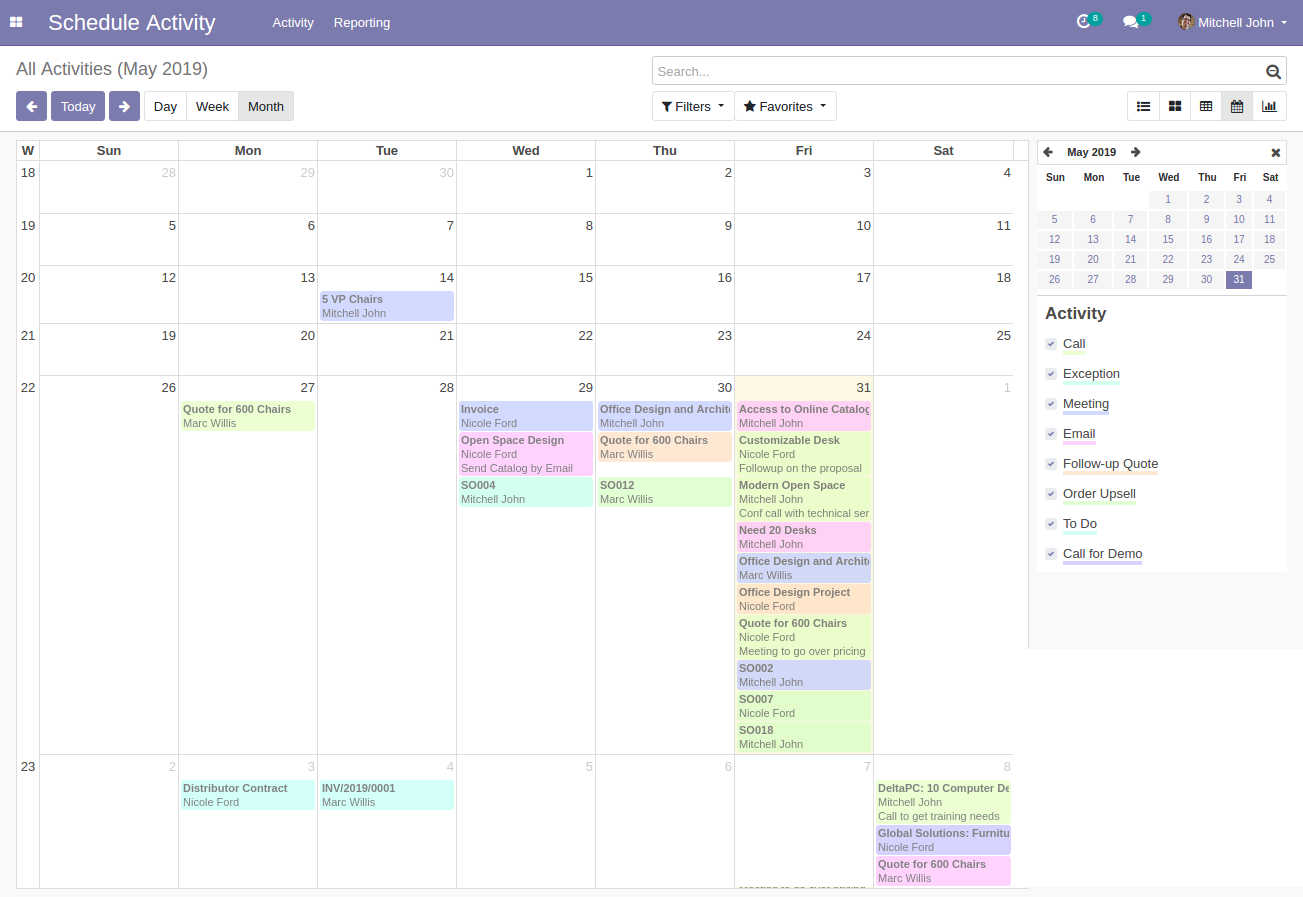 Schedule Activity
Activity Reporting
8 1 Mitchell John
All Activities (May 2019)
Search...
Today Day Week Month
Filters Favorites
W Sun Mon Tue Wed Thu Fri Sat
18 28 29 30 1 2 3 4
19 5 6 7 8 9 10 11
20 12 13 14 15 16 17 18
5 VP Chairs
Mitchell John
21 19 20 21 22 23 24 25
22 26 27 28 29 30 31 1
Quote for 600 Chairs
Marc Willis
Invoice
Nicole Ford
Open Space Design
Nicole Ford
Send Catalog by Email
SO004
Mitchell John
Office Design and Archite
Mitchell John
Quote for 600 Chairs
Marc Willis
SO012
Marc Willis
Access to Online Catalog
Mitchell John
Customizable Desk
Nicole Ford
Followup on the proposal
Modern Open Space
Mitchell John
Conf call with technical ser
Need 20 Desks
Mitchell John
Office Design and Archite
Marc Willis
Office Design Project
Nicole Ford
Quote for 600 Chairs
Nicole Ford
Meeting to go over pricing
SO002
Mitchell John
SO007
Nicole Ford
SO018
Mitchell John
23 2 3 4 5 6 7 8
Distributor Contract
Nicole Ford
INV/2019/0001
Marc Willis
DeltaPC: 10 Computer De
Mitchell John
Call to get training needs
Global Solutions: Furnitu
Nicole Ford
Quote for 600 Chairs
Marc Willis
May 2019
Sun Mon Tue Wed Thu Fri Sat
1 2 3 4
5 6 7 8 9 10 11
12 13 14 15 16 17 18
19 20 21 22 23 24 25
26 27 28 29 30 31
Activity
Call
Exception
Meeting
Email
Follow-up Quote
Order Upsell
To Do
Call for Demo